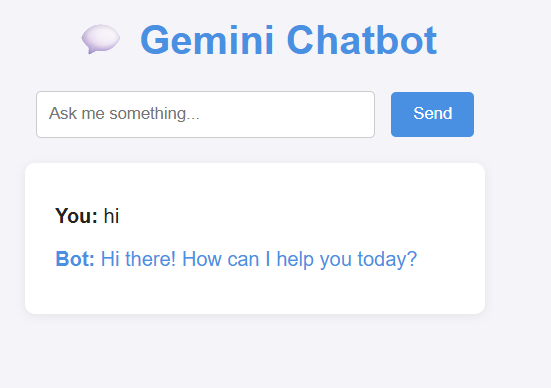 Gemini Chatbot
Ask me something...
Send
You: hi
Bot: Hi there! How can I help you today?